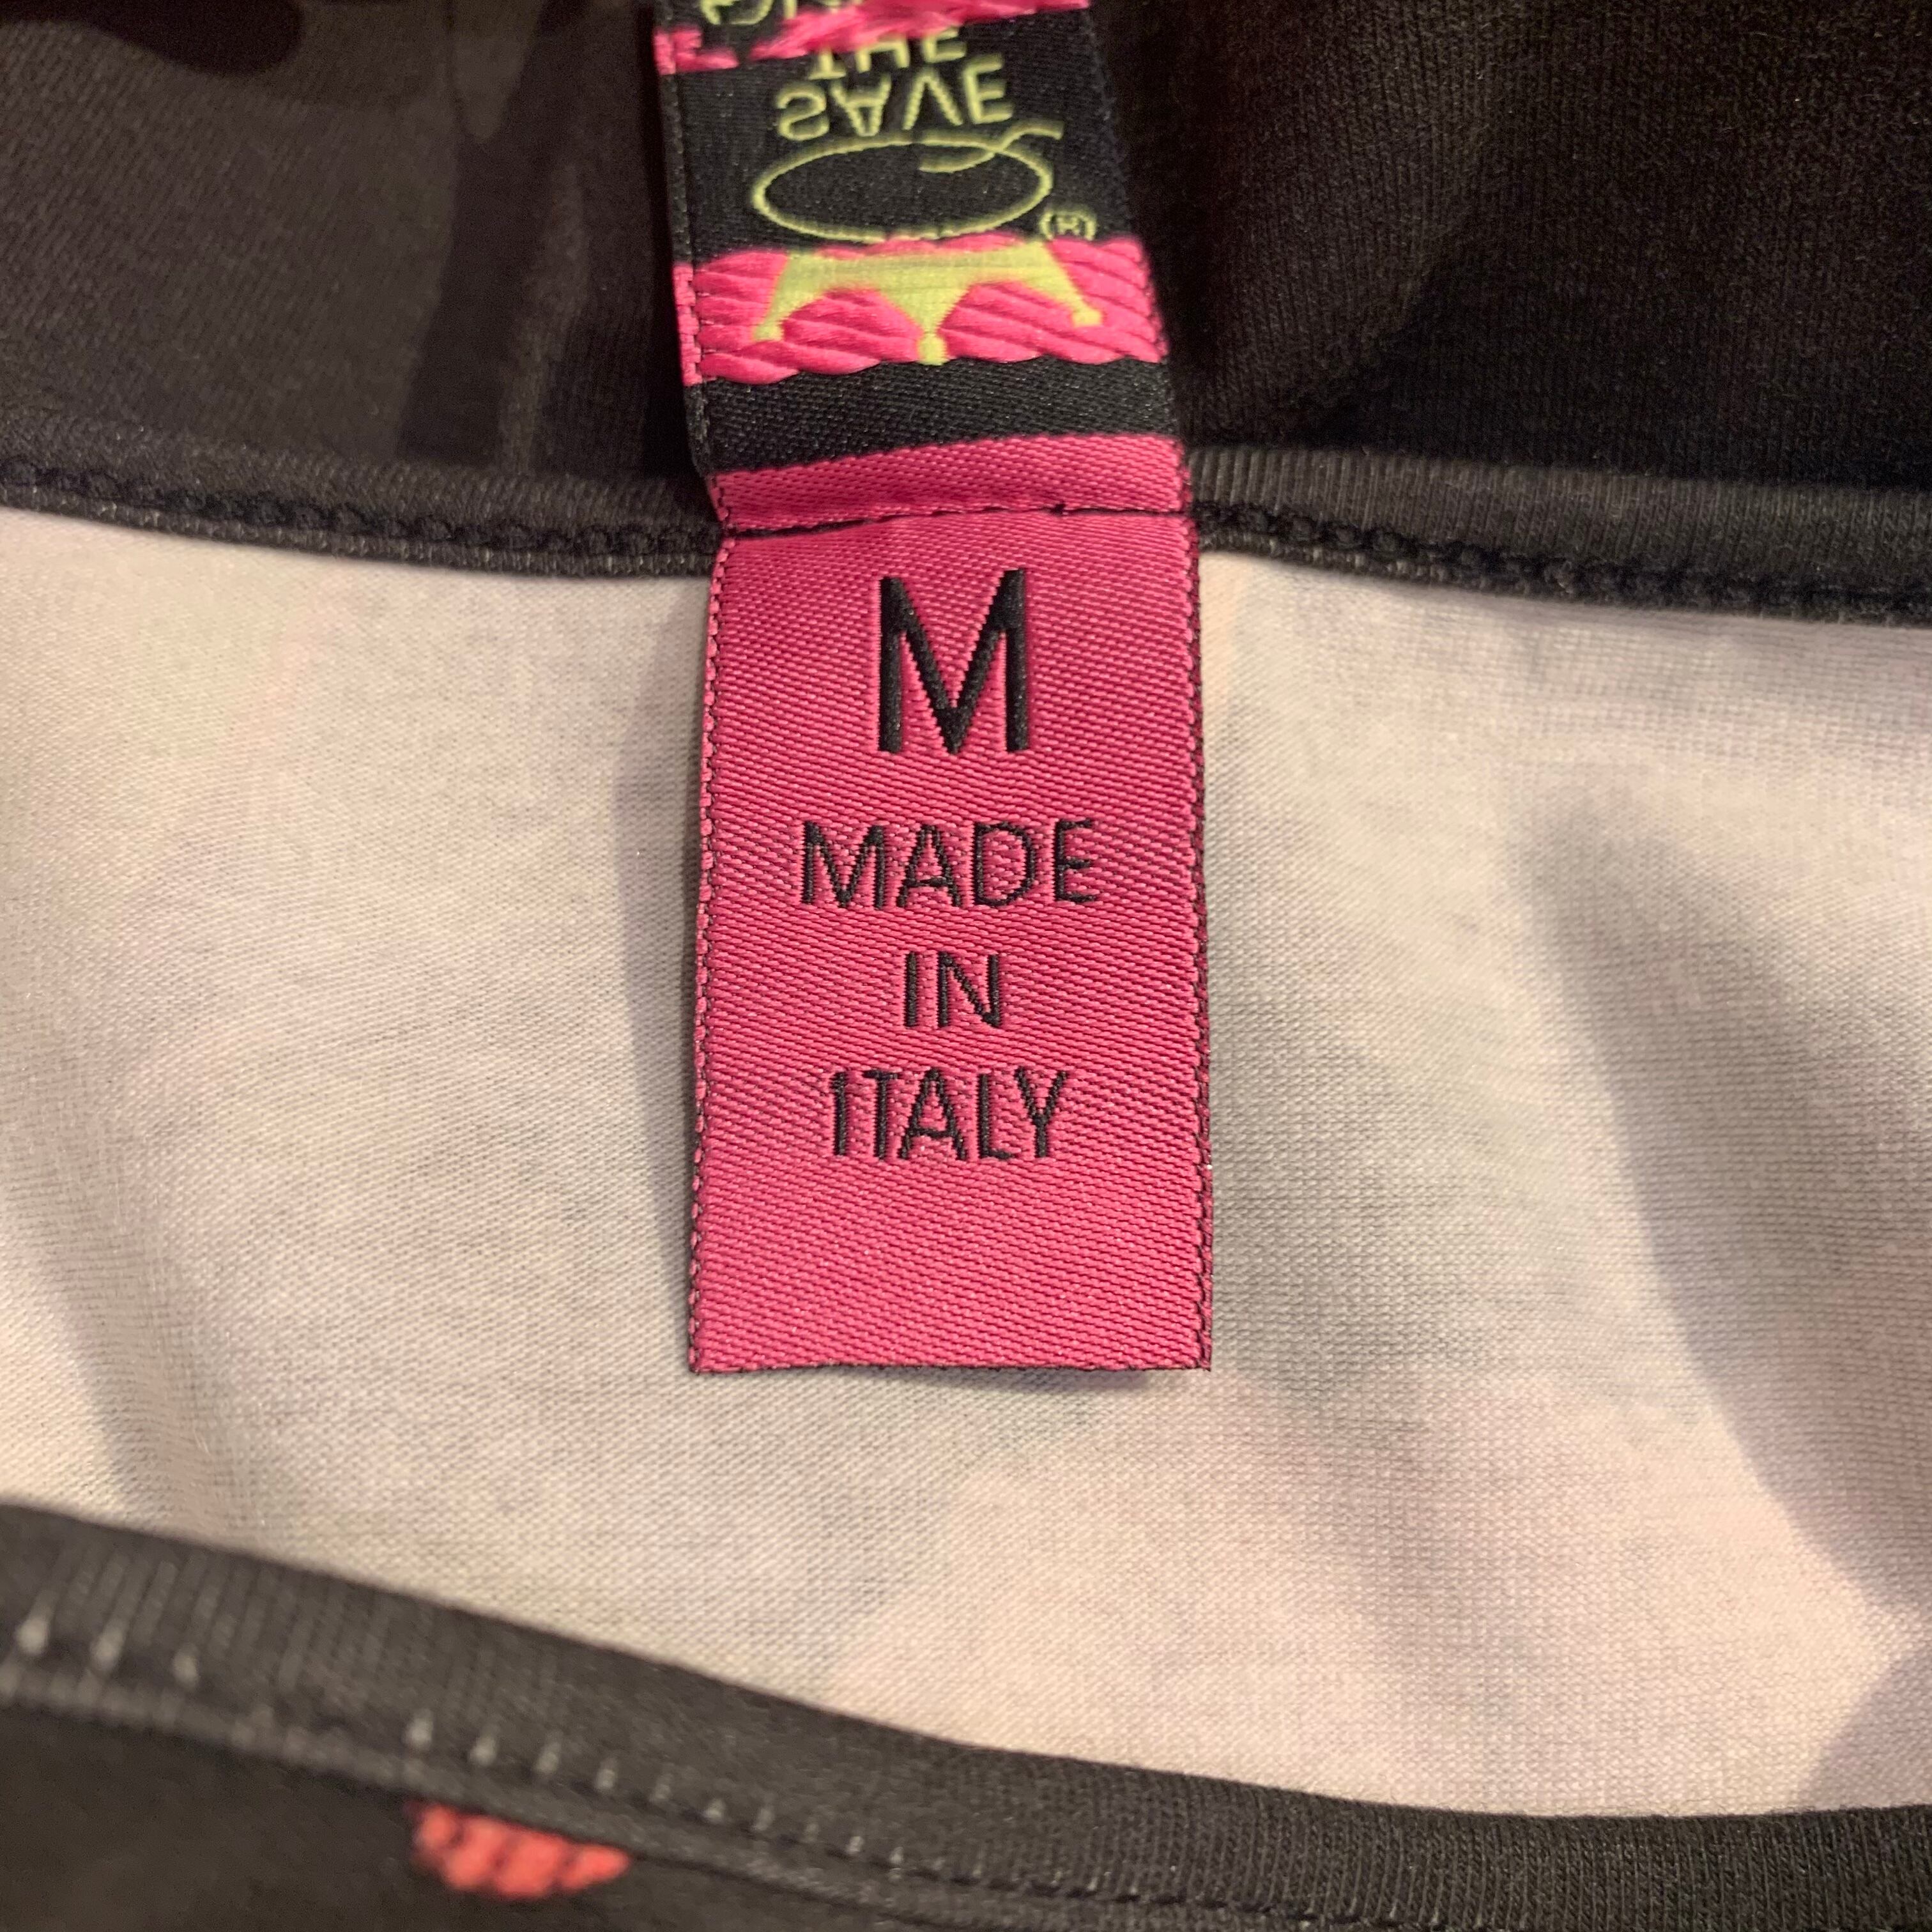 SAVE
THE
(R)
M
MADE
IN
ITALY